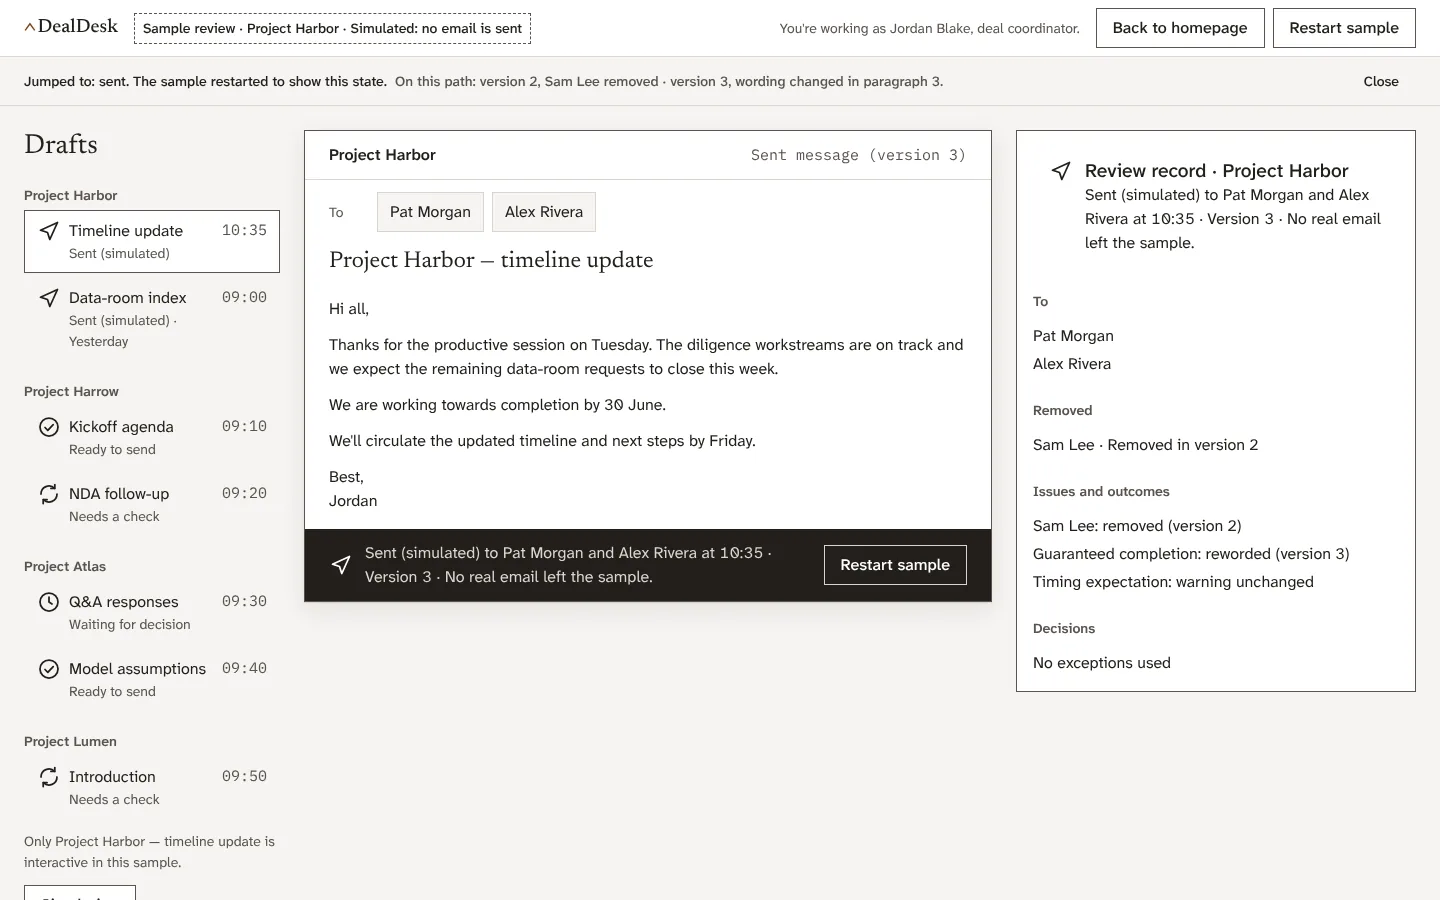 DealDesk
Sample review · Project Harbor · Simulated: no email is sent
You're working as Jordan Blake, deal coordinator.
Back to homepage
Restart sample
Jumped to: sent. The sample restarted to show this state. On this path: version 2, Sam Lee removed · version 3, wording changed in paragraph 3.
Close
Drafts
Project Harbor
Timeline update 10:35
Sent (simulated)
Data-room index 09:00
Sent (simulated) ·
Yesterday
Project Harrow
Kickoff agenda 09:10
Ready to send
NDA follow-up 09:20
Needs a check
Project Atlas
Q&A responses 09:30
Waiting for decision
Model assumptions 09:40
Ready to send
Project Lumen
Introduction 09:50
Needs a check
Only Project Harbor — timeline update is
interactive in this sample.
Project Harbor
Sent message (version 3)
To Pat Morgan Alex Rivera
Project Harbor — timeline update
Hi all,
Thanks for the productive session on Tuesday. The diligence workstreams are on track and
we expect the remaining data-room requests to close this week.
We are working towards completion by 30 June.
We'll circulate the updated timeline and next steps by Friday.
Best,
Jordan
Sent (simulated) to Pat Morgan and Alex Rivera at 10:35 ·
Version 3 · No real email left the sample.
Restart sample
Review record · Project Harbor
Sent (simulated) to Pat Morgan and Alex
Rivera at 10:35 · Version 3 · No real email
left the sample.
To
Pat Morgan
Alex Rivera
Removed
Sam Lee · Removed in version 2
Issues and outcomes
Sam Lee: removed (version 2)
Guaranteed completion: reworded (version 3)
Timing expectation: warning unchanged
Decisions
No exceptions used